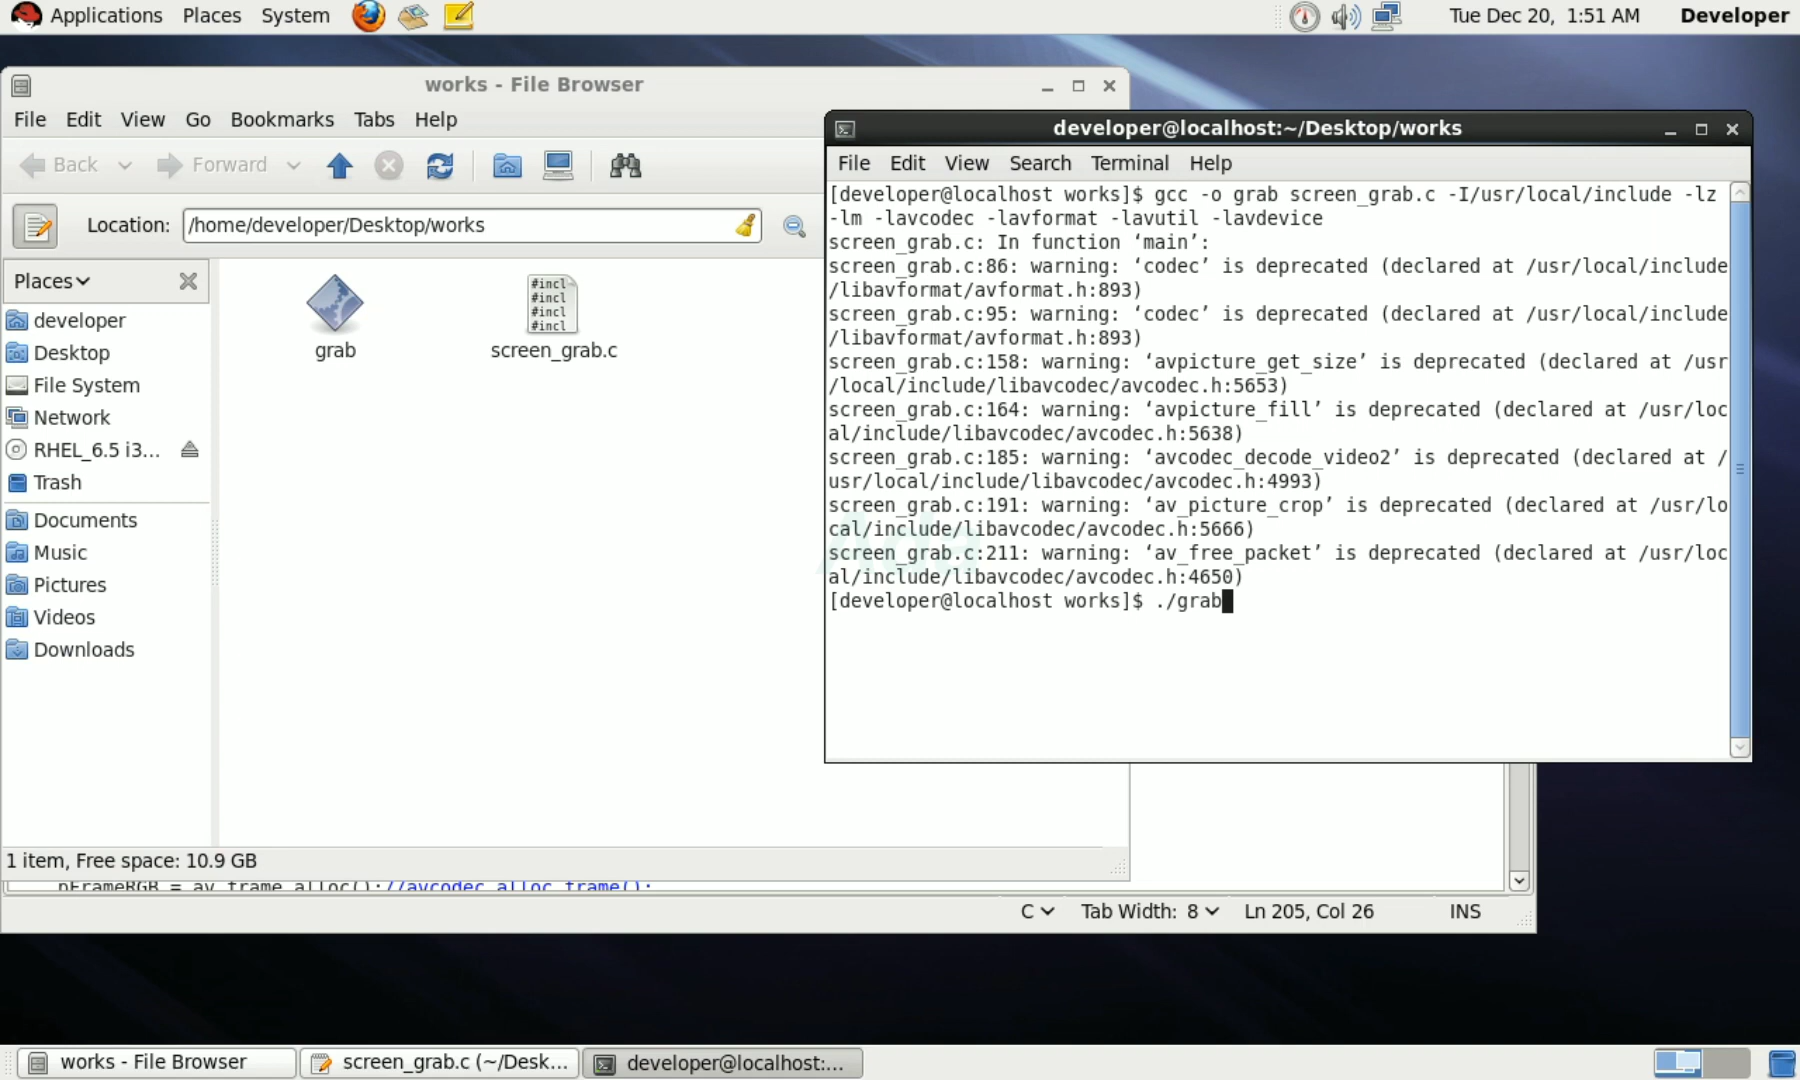 Applications Places System
Tue Dec 20, 1:51 AM Developer
works - File Browser
File Edit View Go Bookmarks Tabs Help
Back Forward
Location: /home/developer/Desktop/works
Places
developer
Desktop
File System
Network
RHEL_6.5 i3...
Trash
Documents
Music
Pictures
Videos
Downloads
#incl
#incl
#incl
#incl
grab
screen_grab.c
1 item, Free space: 10.9 GB
developer@localhost:~/Desktop/works
File Edit View Search Terminal Help
[developer@localhost works]$ gcc -o grab screen_grab.c -I/usr/local/include -lz
-lm -lavcodec -lavformat -lavutil -lavdevice
screen_grab.c: In function ‘main’:
screen_grab.c:86: warning: ‘codec’ is deprecated (declared at /usr/local/include
/libavformat/avformat.h:893)
screen_grab.c:95: warning: ‘codec’ is deprecated (declared at /usr/local/include
/libavformat/avformat.h:893)
screen_grab.c:158: warning: ‘avpicture_get_size’ is deprecated (declared at /usr
/local/include/libavcodec/avcodec.h:5653)
screen_grab.c:164: warning: ‘avpicture_fill’ is deprecated (declared at /usr/loc
al/include/libavcodec/avcodec.h:5638)
screen_grab.c:185: warning: ‘avcodec_decode_video2’ is deprecated (declared at /
usr/local/include/libavcodec/avcodec.h:4993)
screen_grab.c:191: warning: ‘av_picture_crop’ is deprecated (declared at /usr/lo
cal/include/libavcodec/avcodec.h:5666)
screen_grab.c:211: warning: ‘av_free_packet’ is deprecated (declared at /usr/loc
al/include/libavcodec/avcodec.h:4650)
[developer@localhost works]$ ./grab
pFrameRGB = av_frame_alloc();//avcodec_alloc_frame();
C Tab Width: 8 Ln 205, Col 26 INS
works - File Browser
screen_grab.c (~/Desk...
developer@localhost:...